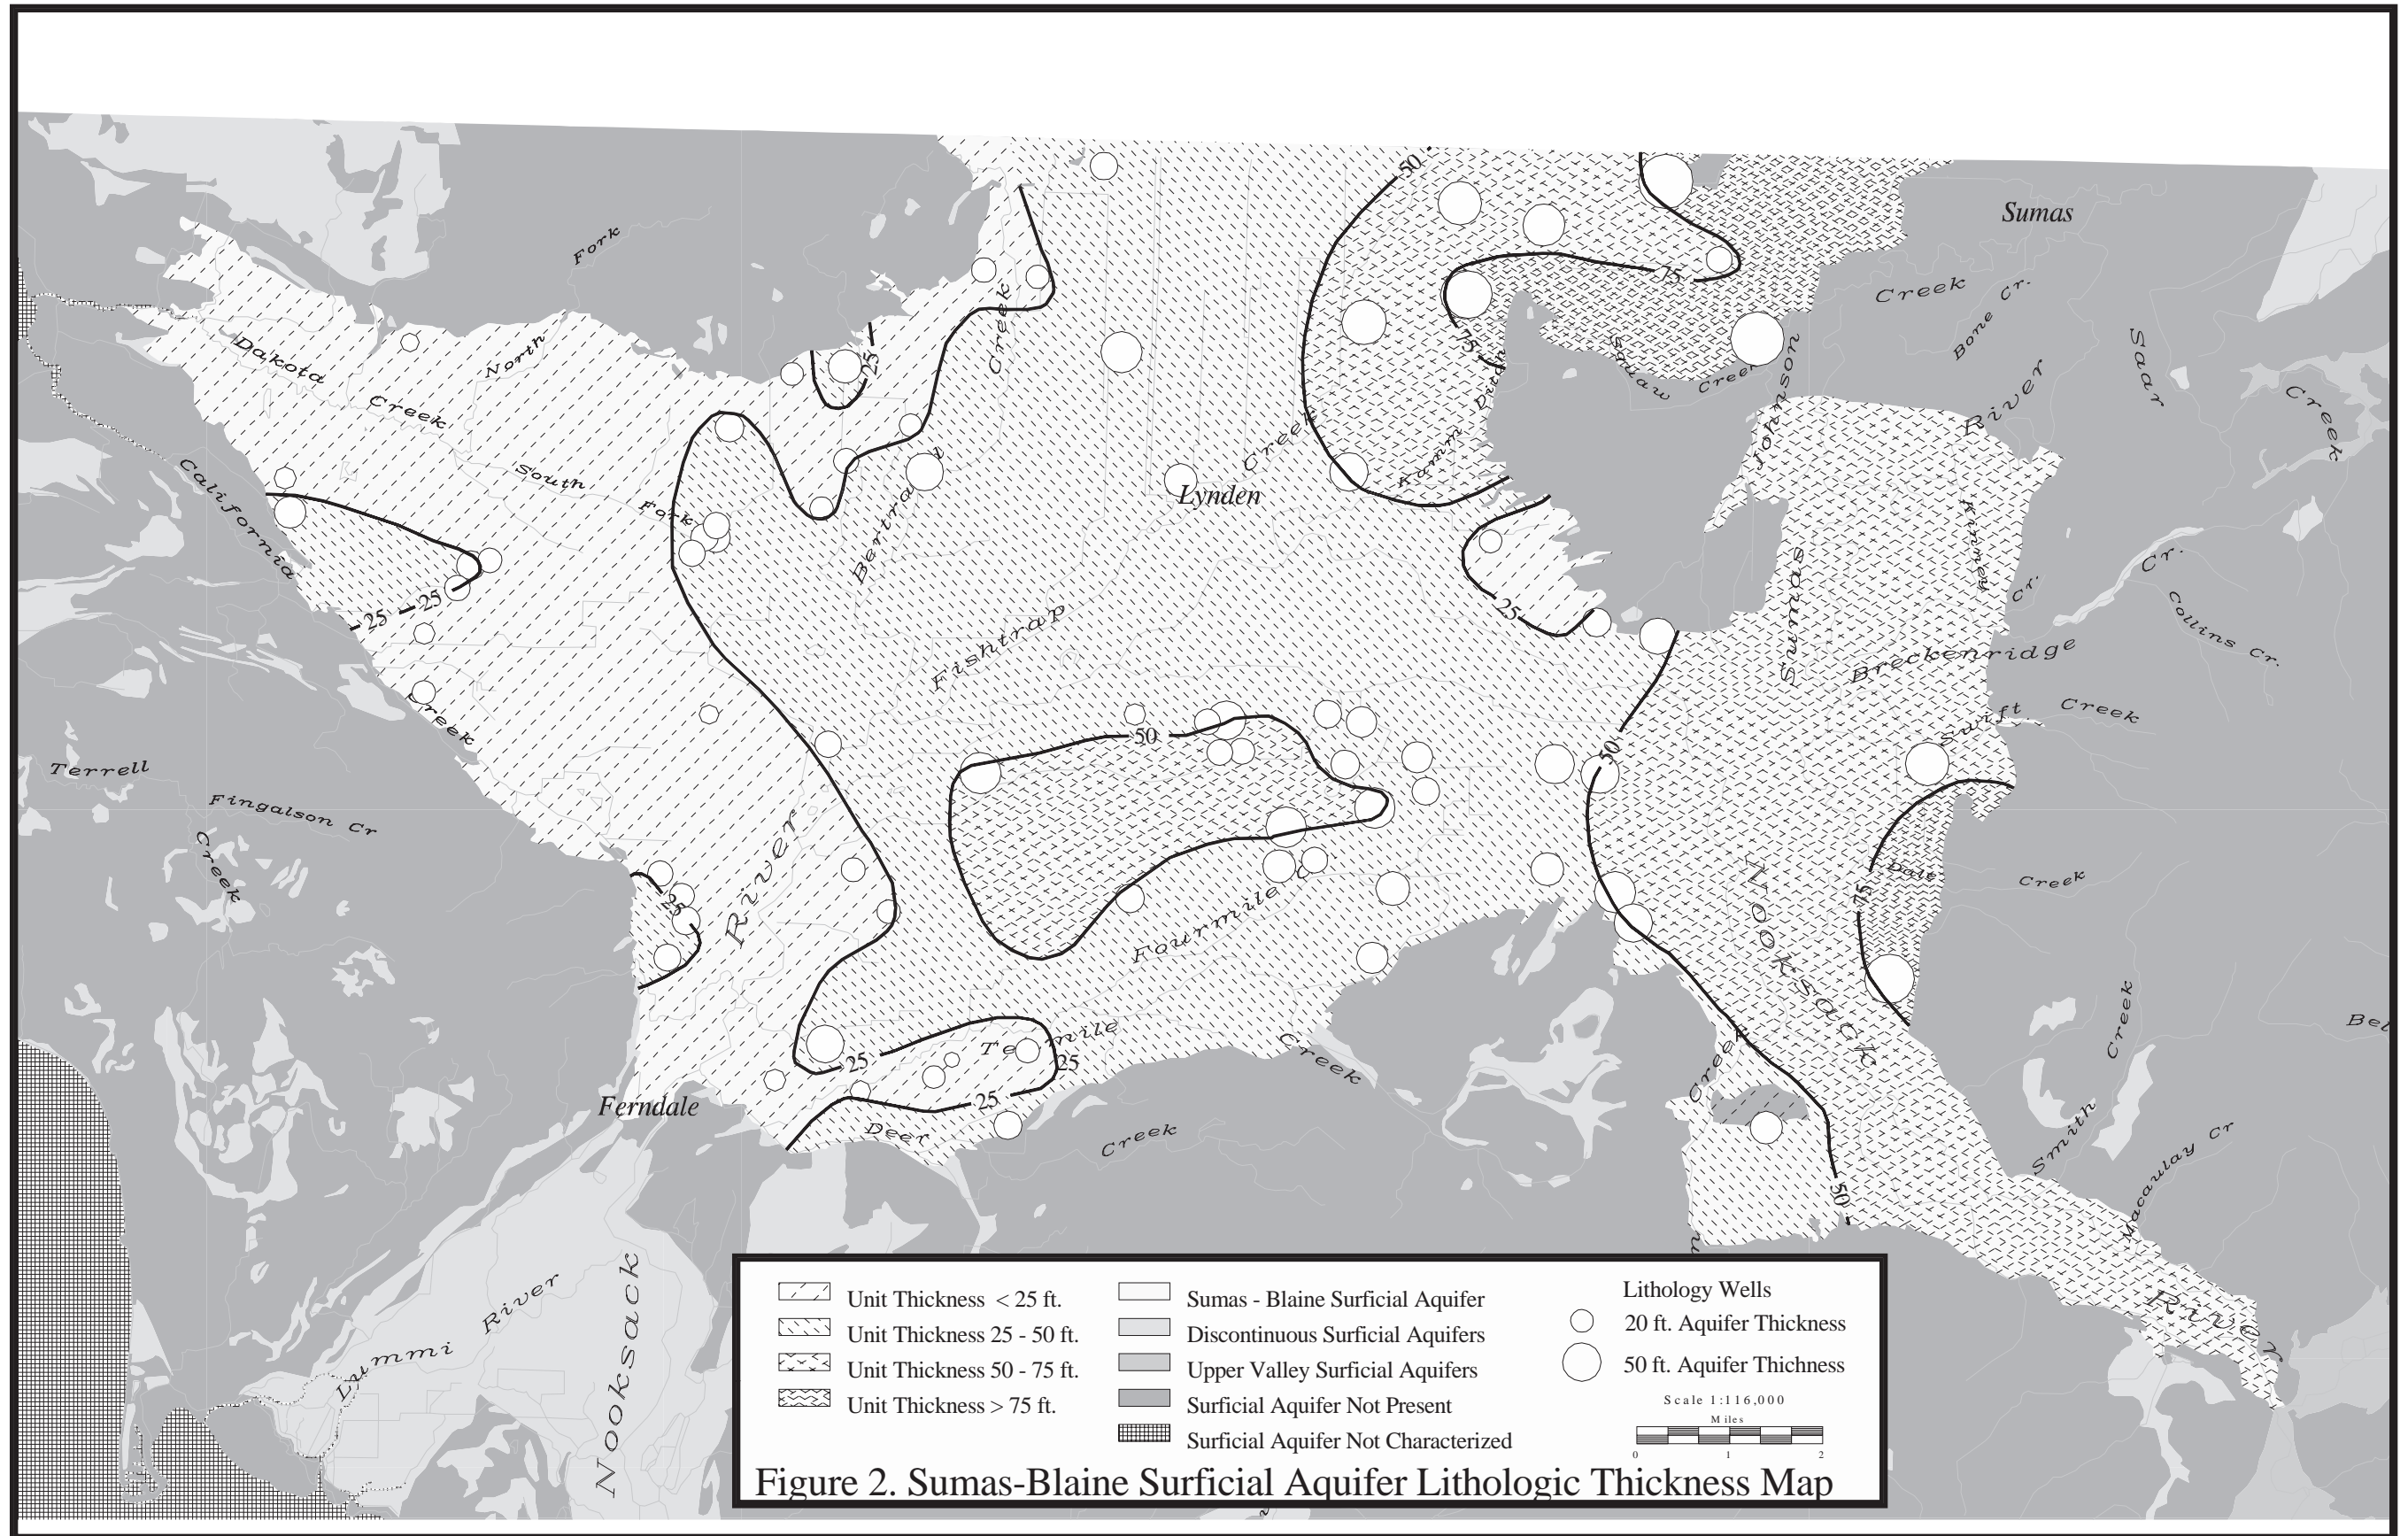 50
Sumas
Fork
Creek
Bone Cr.
75
Creek
Saar
North
Dakota
25
75
Squaw Creek
Johnson
River
Creek
Creek
Ditch
Creek
Kamm
California
South
Fork
Lynden
Bertrand
Kinney
Cr.
Cr.
Sumas
25
25
25
Collins Cr.
Fishtrap
Breckenridge
Swift
Creek
Creek
50
50
Terrell
Fingalson Cr
Creek
River
25
75
Dale
Creek
Nooksack
Fourmile
Creek
Tenmile
Creek
25
25
Creek
25
Ferndale
Deer
Creek
Smith
Macaulay Cr
50
Nooksack
River
Lummi
River
Unit Thickness < 25 ft.
Unit Thickness 25 - 50 ft.
Unit Thickness 50 - 75 ft.
Unit Thickness > 75 ft.
Sumas - Blaine Surficial Aquifer
Discontinuous Surficial Aquifers
Upper Valley Surficial Aquifers
Surficial Aquifer Not Present
Surficial Aquifer Not Characterized
Lithology Wells
20 ft. Aquifer Thickness
50 ft. Aquifer Thichness
Scale 1:116,000
Miles
0 1 2
Figure 2. Sumas-Blaine Surficial Aquifer Lithologic Thickness Map